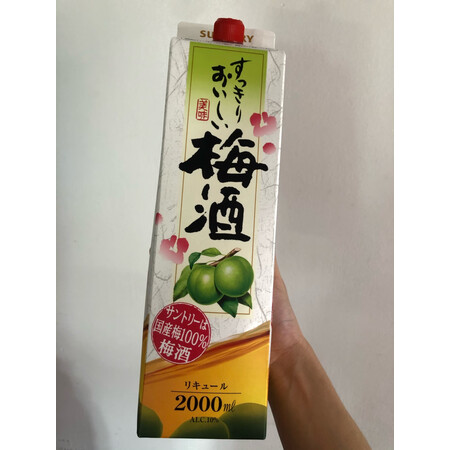 SUNTORY
すっきり
おいしい
美味
梅酒
サントリーは
国産梅100%
梅酒
リキュール
2000ml
ALC.10%